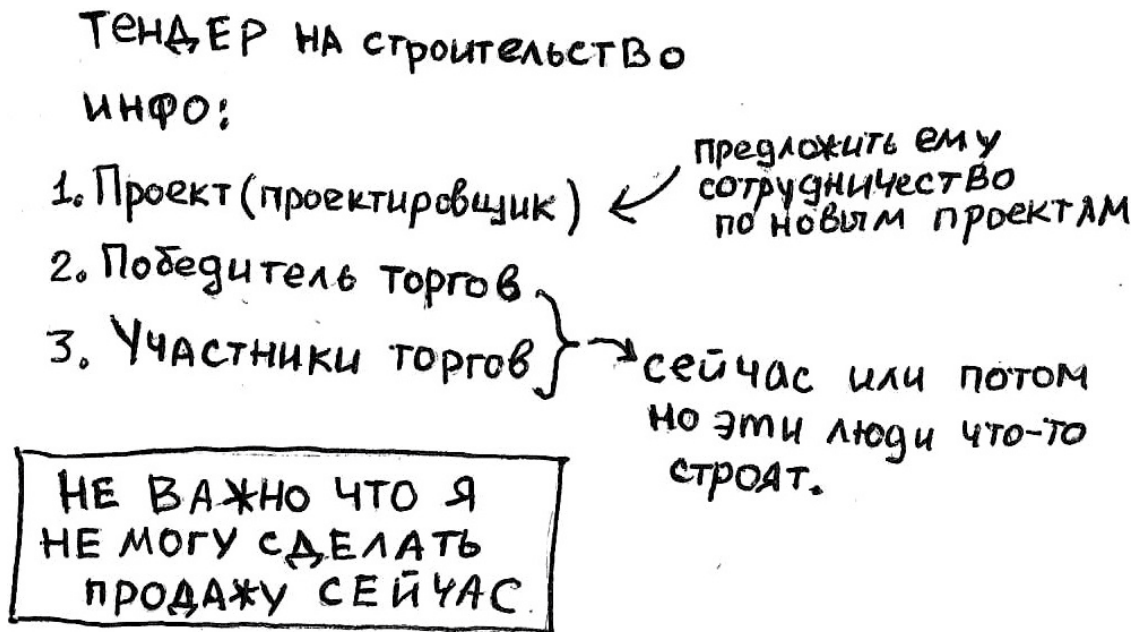 ТЕНДЕР НА строительство
ИНФО:
1. Проект (проектировщик)
предложить ему
сотрудничество
по новым проектам
2. Победитель торгов
3. Участники торгов
сейчас или потом
но эти люди что-то
строят.
НЕ ВАЖНО ЧТО Я
НЕ МОГУ СДЕЛАТЬ
ПРОДАЖУ СЕЙЧАС.